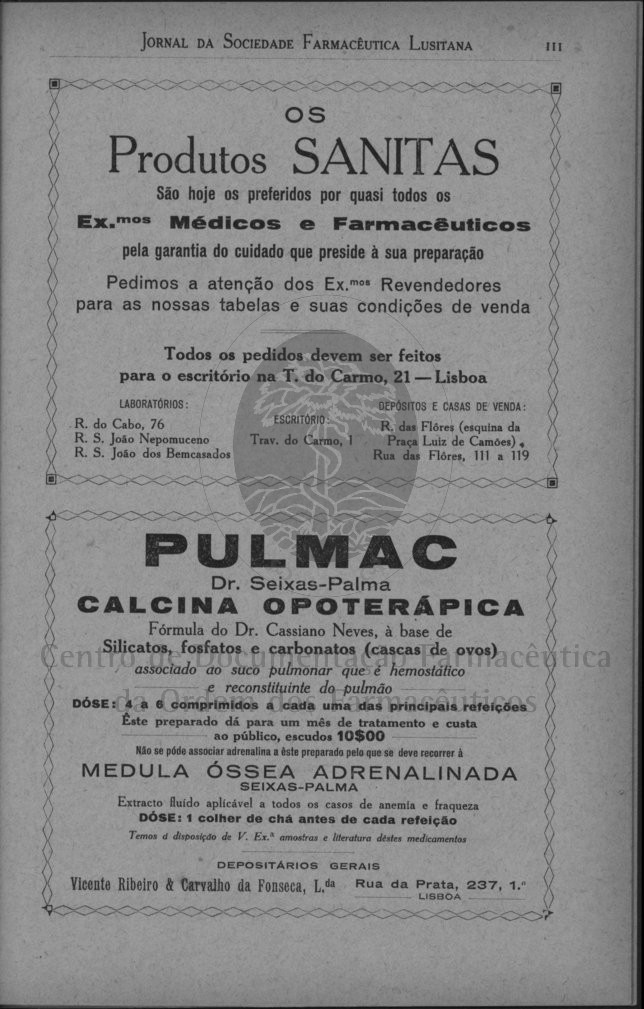 JORNAL DA SOCIEDADE FARMACÊUTICA LUSITANA III
OS
Produtos SANITAS
São hoje os preferidos por quasi todos os
Ex.mos Médicos e Farmacêuticos
pela garantia do cuidado que preside à sua preparação
Pedimos a atenção dos Ex.mos Revendedores
para as nossas tabelas e suas condições de venda
Todos os pedidos devem ser feitos
para o escritório na T. do Carmo, 21 — Lisboa
LABORATÓRIOS:
R. do Cabo, 76
R. S. João Nepomuceno
R. S. João dos Bemcasados
ESCRITÓRIO:
Trav. do Carmo, 1
DEPÓSITOS E CASAS DE VENDA:
R. das Flôres (esquina da
Praça Luiz de Camões)
Rua das Flôres, 111 a 119
PULMAC
Dr. Seixas-Palma
CALCINA OPOTERÁPICA
Fórmula do Dr. Cassiano Neves, à base de
Silicatos, fosfatos e carbonatos (cascas de ovos)
associado ao suco pulmonar que é hemostático
e reconstituinte do pulmão
DÓSE: 4 a 6 comprimidos a cada uma das principais refeições
Êste preparado dá para um mês de tratamento e custa
ao público, escudos 10$00
Não se póde associar adrenalina a êste preparado pelo que se deve recorrer à
MEDULA ÓSSEA ADRENALINADA
SEIXAS-PALMA
Extracto fluído aplicável a todos os casos de anemia e fraqueza
DÓSE: 1 colher de chá antes de cada refeição
Temos á disposição de V. Ex.ª amostras e literatura dêstes medicamentos
DEPOSITÁRIOS GERAIS
Vicente Ribeiro & Carvalho da Fonseca, L.da Rua da Prata, 237, 1.º
LISBOA
Centro de Documentação Farmacêutica
da Ordem dos Farmacêuticos